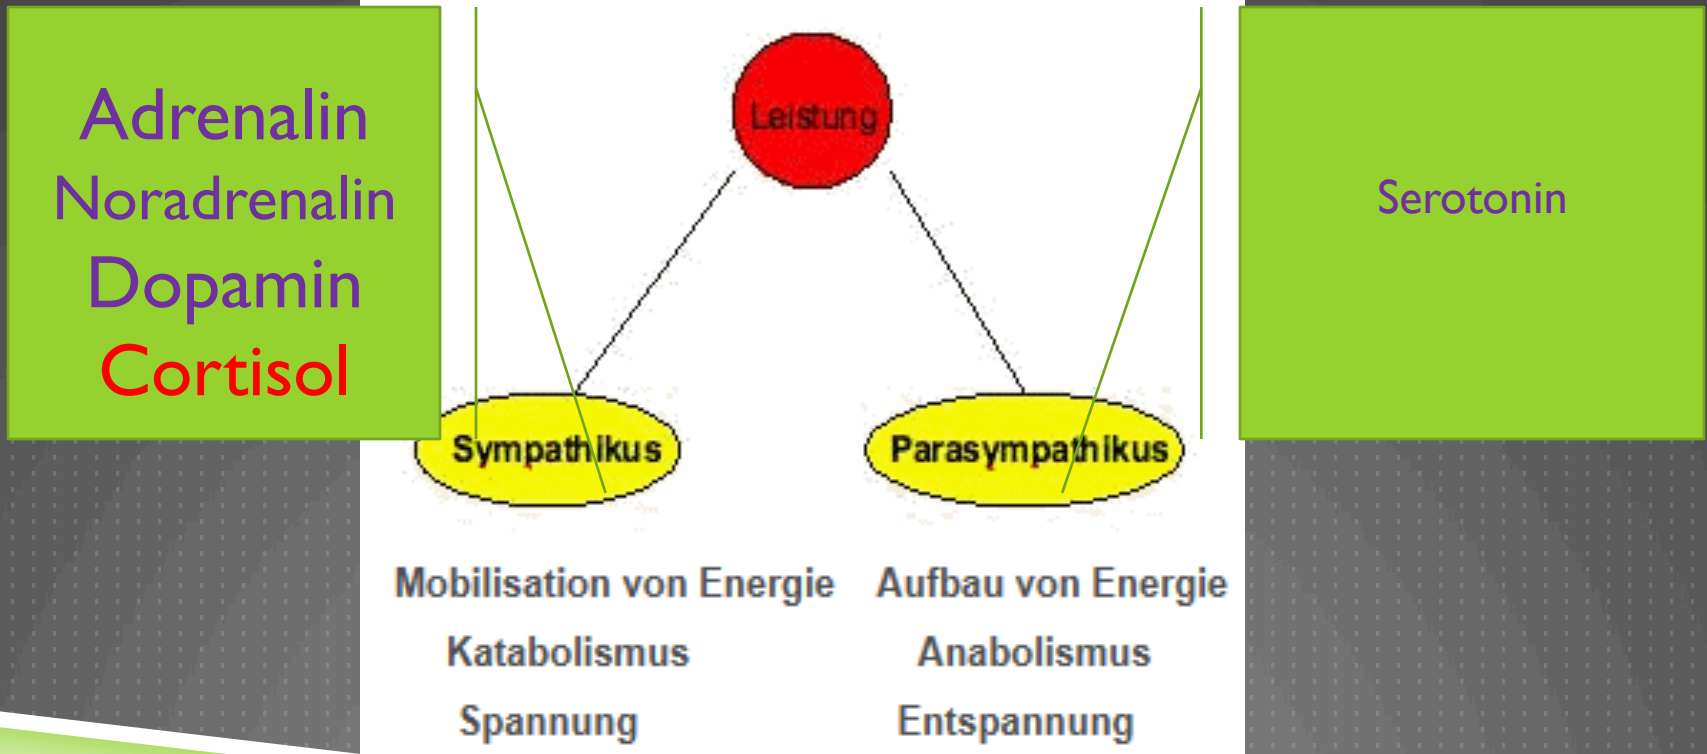 Adrenalin
Noradrenalin
Dopamin
Cortisol
Leistung
Serotonin
Sympathikus
Parasympathikus
Mobilisation von Energie
Aufbau von Energie
Katabolismus
Anabolismus
Spannung
Entspannung